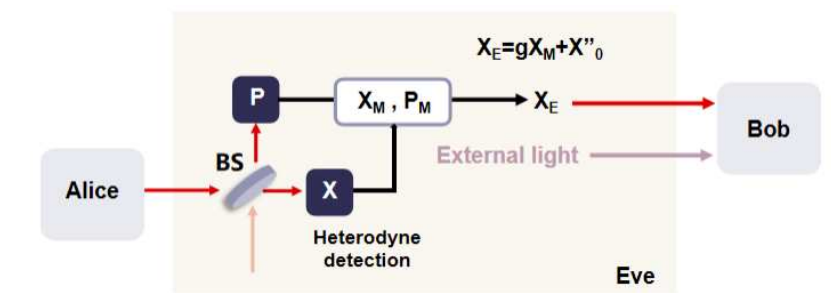 X_E=gX_M+X”_0
P
X_M , P_M
X_E
Bob
BS
External light
Alice
X
Heterodyne
detection
Eve